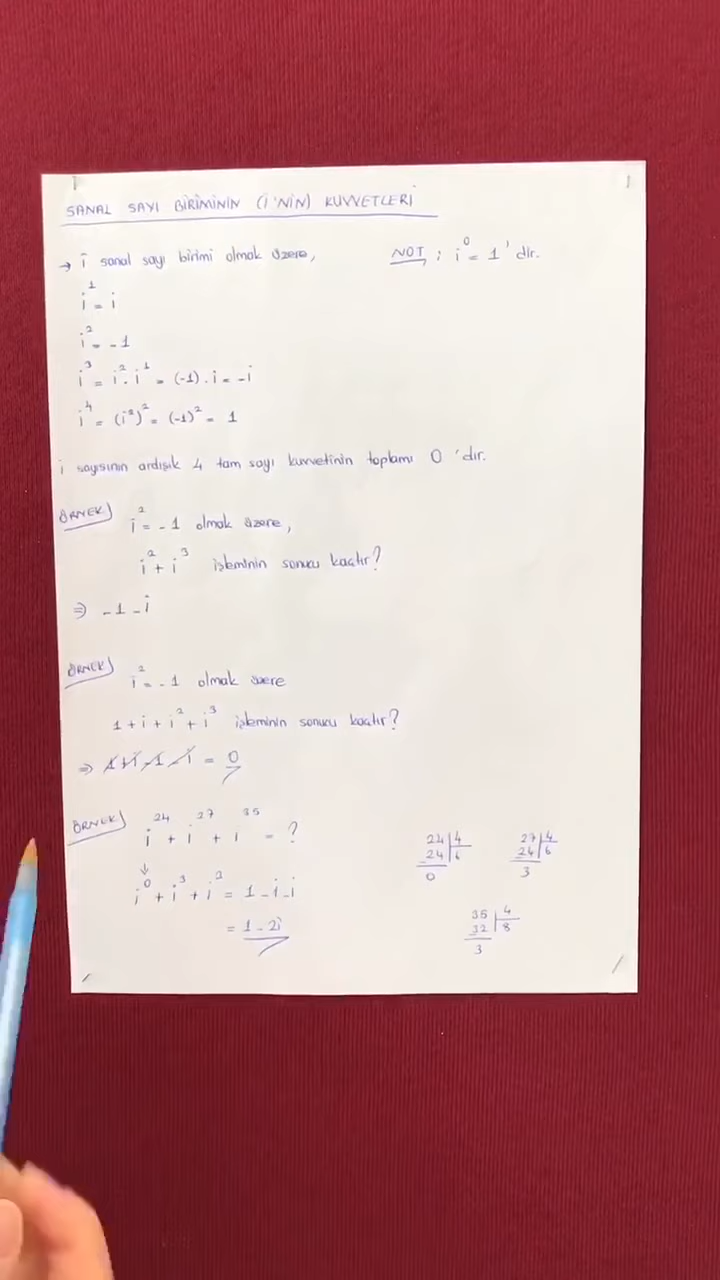 SANAL SAYI BİRİMİNİN (İ'NİN) KUVVETLERİ
→ i sanal sayı birimi olmak üzere,
NOT: i⁰ = 1'dir.
i¹ = i
i² = -1
i³ = i².i¹ = (-1).i = -i
i⁴ = (i²)² = (-1)² = 1
i sayısının ardışık 4 tam sayı kuvvetinin toplamı 0'dır.
ÖRNEK) i² = -1 olmak üzere,
i² + i³ işleminin sonucu kaçtır?
⇒ -1 - i
ÖRNEK) i² = -1 olmak üzere
1 + i + i² + i³ işleminin sonucu kaçtır?
⇒ 1 + i - 1 - i = 0
ÖRNEK) i²⁴ + i²⁷ + i³⁵ = ?
↓
i⁰ + i³ + i³ = 1 - i - i
= 1 - 2i
24 | 4
- 24 | 6
0
27 | 4
- 24 | 6
3
35 | 4
- 32 | 8
3